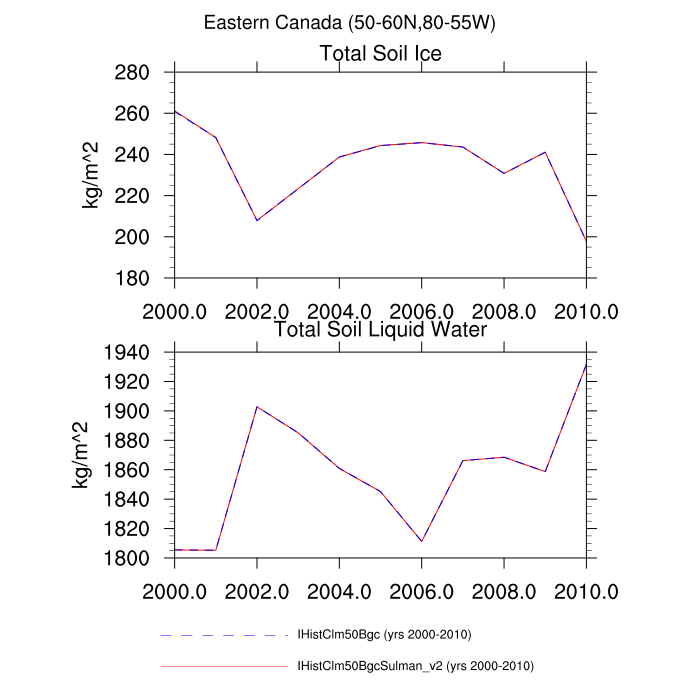 Eastern Canada (50-60N,80-55W)
Total Soil Ice
280
260
240
220
200
180
kg/m^2
2000.0 2002.0 2004.0 2006.0 2008.0 2010.0
Total Soil Liquid Water
1940
1920
1900
1880
1860
1840
1820
1800
kg/m^2
2000.0 2002.0 2004.0 2006.0 2008.0 2010.0
IHistClm50Bgc (yrs 2000-2010)
IHistClm50BgcSulman_v2 (yrs 2000-2010)